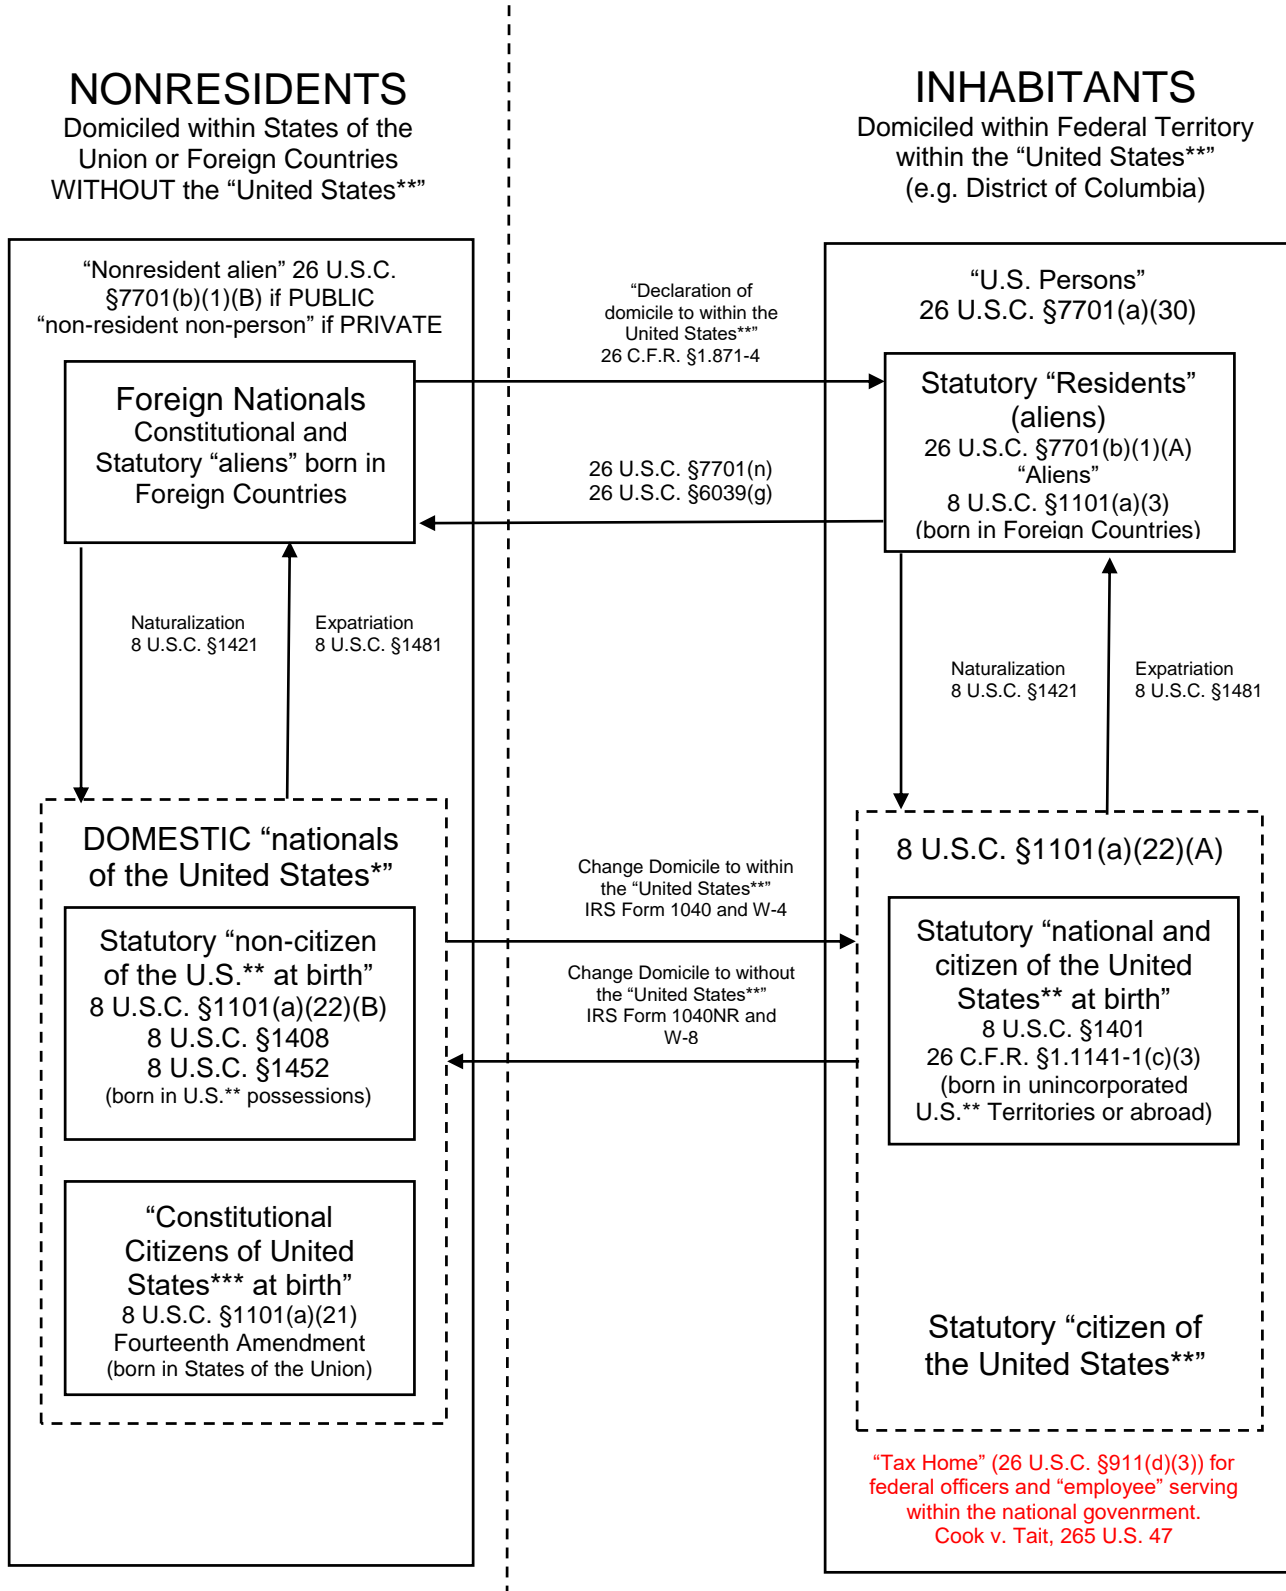 NONRESIDENTS
Domiciled within States of the
Union or Foreign Countries
WITHOUT the “United States**”
INHABITANTS
Domiciled within Federal Territory
within the “United States**”
(e.g. District of Columbia)
“Nonresident alien” 26 U.S.C.
§7701(b)(1)(B) if PUBLIC
“non-resident non-person” if PRIVATE
Foreign Nationals
Constitutional and
Statutory “aliens” born in
Foreign Countries
“Declaration of
domicile to within the
United States**”
26 C.F.R. §1.871-4
26 U.S.C. §7701(n)
26 U.S.C. §6039(g)
“U.S. Persons”
26 U.S.C. §7701(a)(30)
Statutory “Residents”
(aliens)
26 U.S.C. §7701(b)(1)(A)
“Aliens”
8 U.S.C. §1101(a)(3)
(born in Foreign Countries)
Naturalization
8 U.S.C. §1421
Expatriation
8 U.S.C. §1481
Naturalization
8 U.S.C. §1421
Expatriation
8 U.S.C. §1481
DOMESTIC “nationals
of the United States*”
Statutory “non-citizen
of the U.S.** at birth”
8 U.S.C. §1101(a)(22)(B)
8 U.S.C. §1408
8 U.S.C. §1452
(born in U.S.** possessions)
“Constitutional
Citizens of United
States*** at birth”
8 U.S.C. §1101(a)(21)
Fourteenth Amendment
(born in States of the Union)
Change Domicile to within
the “United States**”
IRS Form 1040 and W-4
Change Domicile to without
the “United States**”
IRS Form 1040NR and
W-8
8 U.S.C. §1101(a)(22)(A)
Statutory “national and
citizen of the United
States** at birth”
8 U.S.C. §1401
26 C.F.R. §1.1141-1(c)(3)
(born in unincorporated
U.S.** Territories or abroad)
Statutory “citizen of
the United States**”
“Tax Home” (26 U.S.C. §911(d)(3)) for
federal officers and “employee” serving
within the national govenrment.
Cook v. Tait, 265 U.S. 47